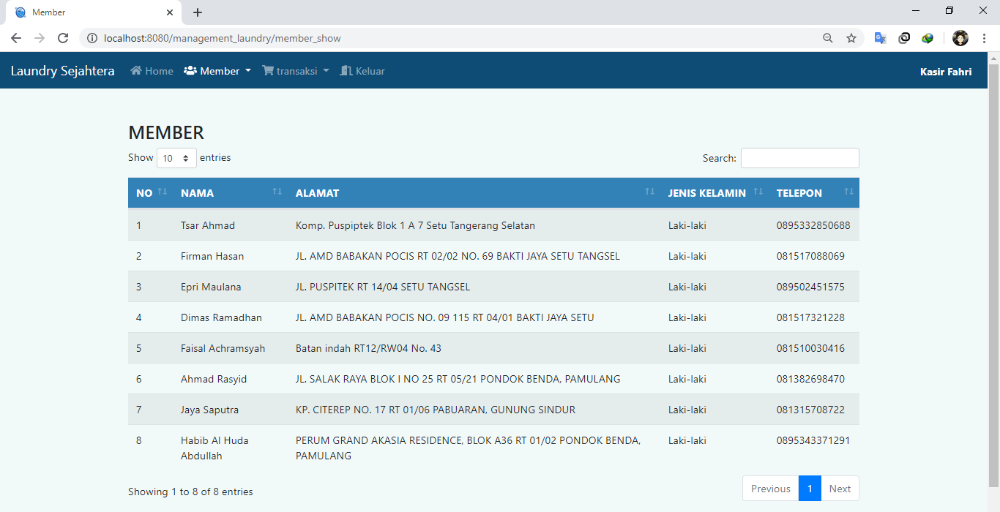 Member
localhost:8080/management_laundry/member_show
Laundry Sejahtera Home Member transaksi Keluar Kasir Fahri
MEMBER
Show 10 entries Search:
NO NAMA ALAMAT JENIS KELAMIN TELEPON
1 Tsar Ahmad Komp. Puspiptek Blok 1 A 7 Setu Tangerang Selatan Laki-laki 0895332850688
2 Firman Hasan JL. AMD BABAKAN POCIS RT 02/02 NO. 69 BAKTI JAYA SETU TANGSEL Laki-laki 081517088069
3 Epri Maulana JL. PUSPITEK RT 14/04 SETU TANGSEL Laki-laki 089502451575
4 Dimas Ramadhan JL. AMD BABAKAN POCIS NO. 09 115 RT 04/01 BAKTI JAYA SETU Laki-laki 081517321228
5 Faisal Achramsyah Batan indah RT12/RW04 No. 43 Laki-laki 081510030416
6 Ahmad Rasyid JL. SALAK RAYA BLOK I NO 25 RT 05/21 PONDOK BENDA, PAMULANG Laki-laki 081382698470
7 Jaya Saputra KP. CITEREP NO. 17 RT 01/06 PABUARAN, GUNUNG SINDUR Laki-laki 081315708722
8 Habib Al Huda PERUM GRAND AKASIA RESIDENCE, BLOK A36 RT 01/02 PONDOK BENDA, Laki-laki 0895343371291
Abdullah PAMULANG
Showing 1 to 8 of 8 entries Previous 1 Next